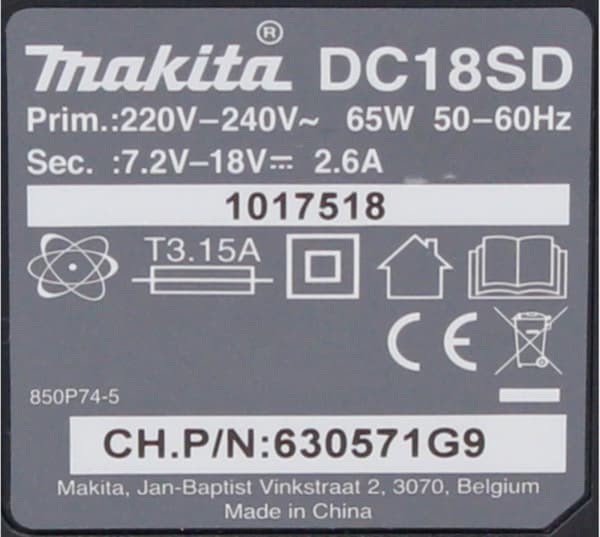 makita® DC18SD
Prim.:220V–240V~ 65W 50–60Hz
Sec. :7.2V–18V⎓ 2.6A
1017518
T3.15A
CE
850P74-5
CH.P/N:630571G9
Makita, Jan-Baptist Vinkstraat 2, 3070, Belgium
Made in China